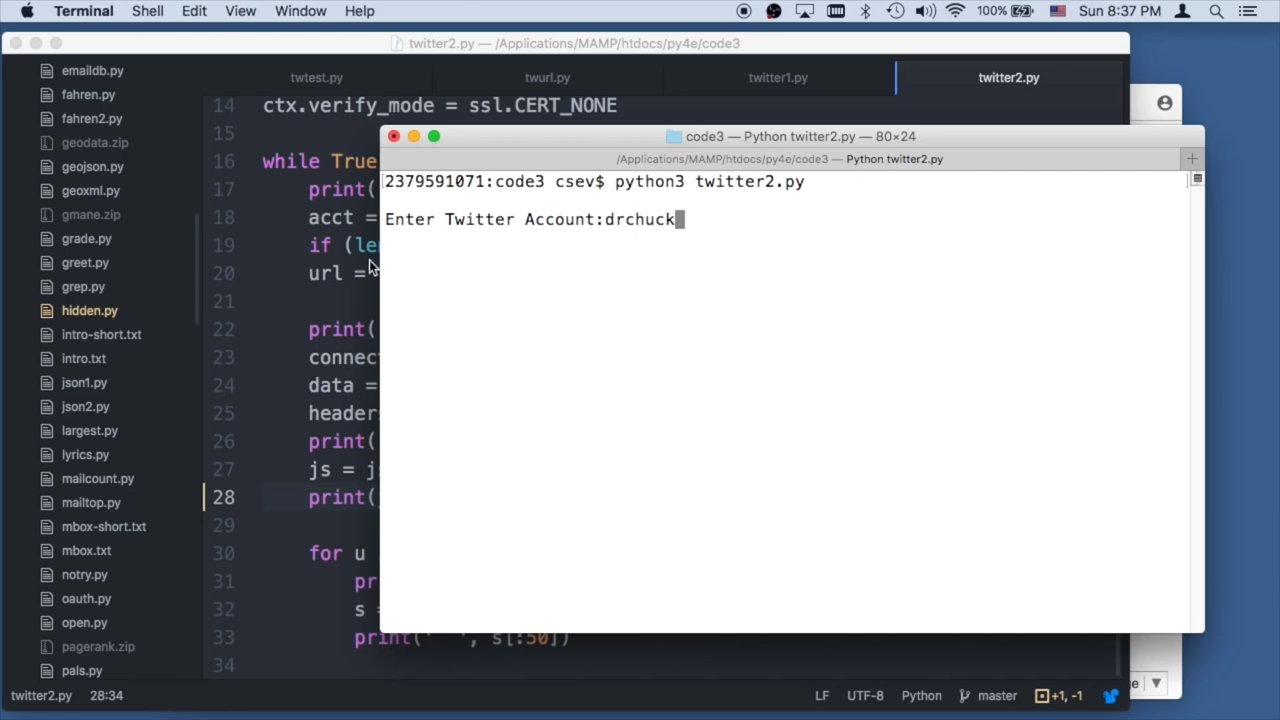 Terminal Shell Edit View Window Help 100% Sun 8:37 PM
twitter2.py — /Applications/MAMP/htdocs/py4e/code3
twtest.py twurl.py twitter1.py twitter2.py
emaildb.py
fahren.py
fahren2.py
geodata.zip
geojson.py
geoxml.py
gmane.zip
grade.py
greet.py
grep.py
hidden.py
intro-short.txt
intro.txt
json1.py
json2.py
largest.py
lyrics.py
mailcount.py
mailtop.py
mbox-short.txt
mbox.txt
notry.py
oauth.py
open.py
pagerank.zip
pals.py
14 ctx.verify_mode = ssl.CERT_NONE
15
16 while True
17 print(
18 acct =
19 if (le
20 url =
21
22 print(
23 connect
24 data =
25 headers
26 print(
27 js = j
28 print(
29
30 for u
31 pr
32 s =
33 print(' ', s[:50])
34
code3 — Python twitter2.py — 80×24
/Applications/MAMP/htdocs/py4e/code3 — Python twitter2.py +
2379591071:code3 csev$ python3 twitter2.py
Enter Twitter Account:drchuck
twitter2.py 28:34 LF UTF-8 Python master +1, -1